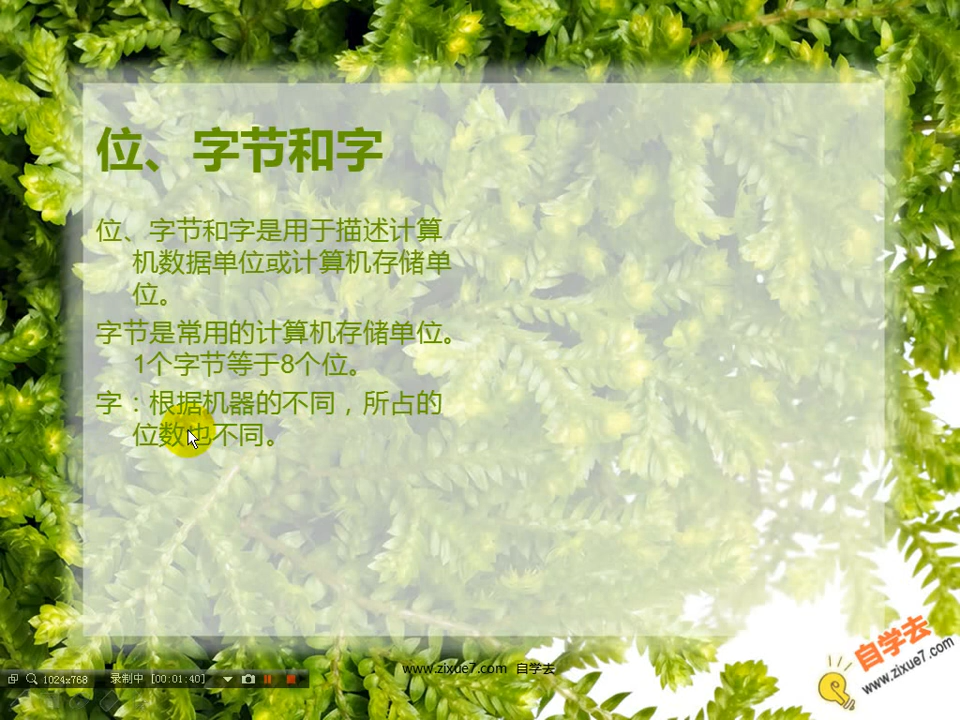 位、字节和字
位、字节和字是用于描述计算
机数据单位或计算机存储单
位。
字节是常用的计算机存储单位。
1个字节等于8个位。
字：根据机器的不同，所占的
位数也不同。
www.zixue7.com 自学去
自学去
www.zixue7.com
1024x768 录制中 [00:01:40]